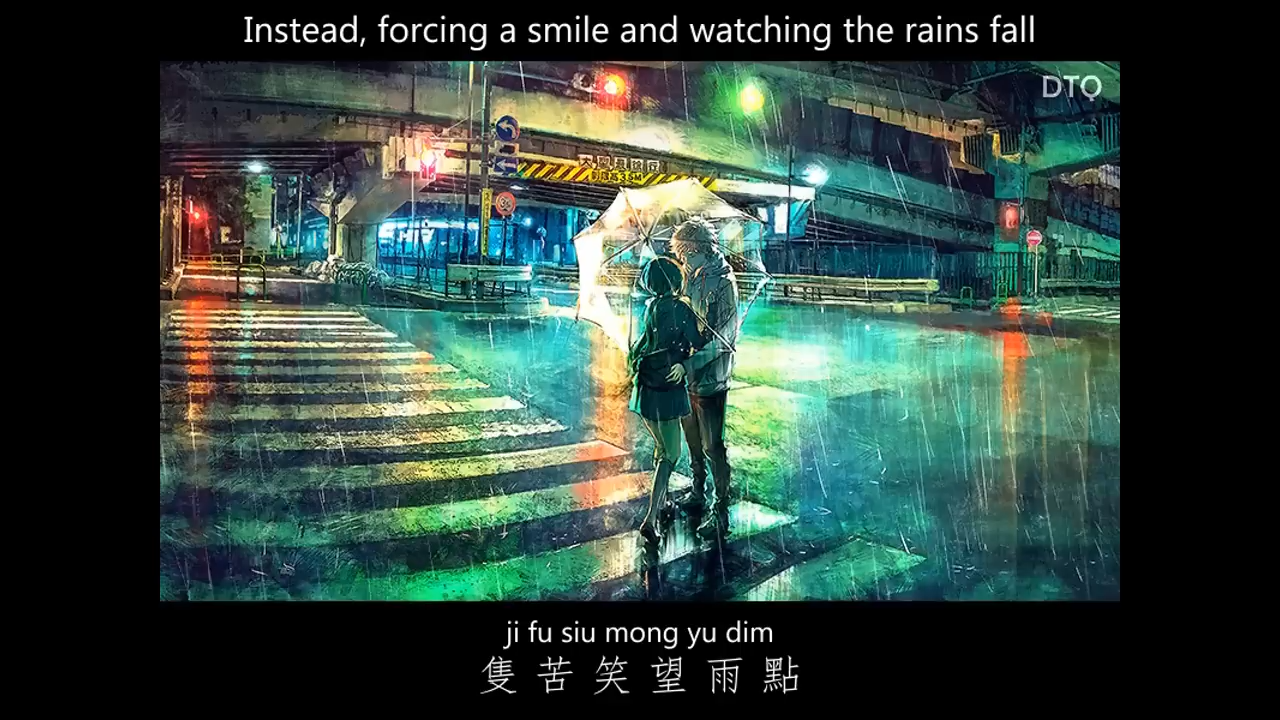 Instead, forcing a smile and watching the rains fall
DTQ
ji fu siu mong yu dim
隻苦笑望雨點